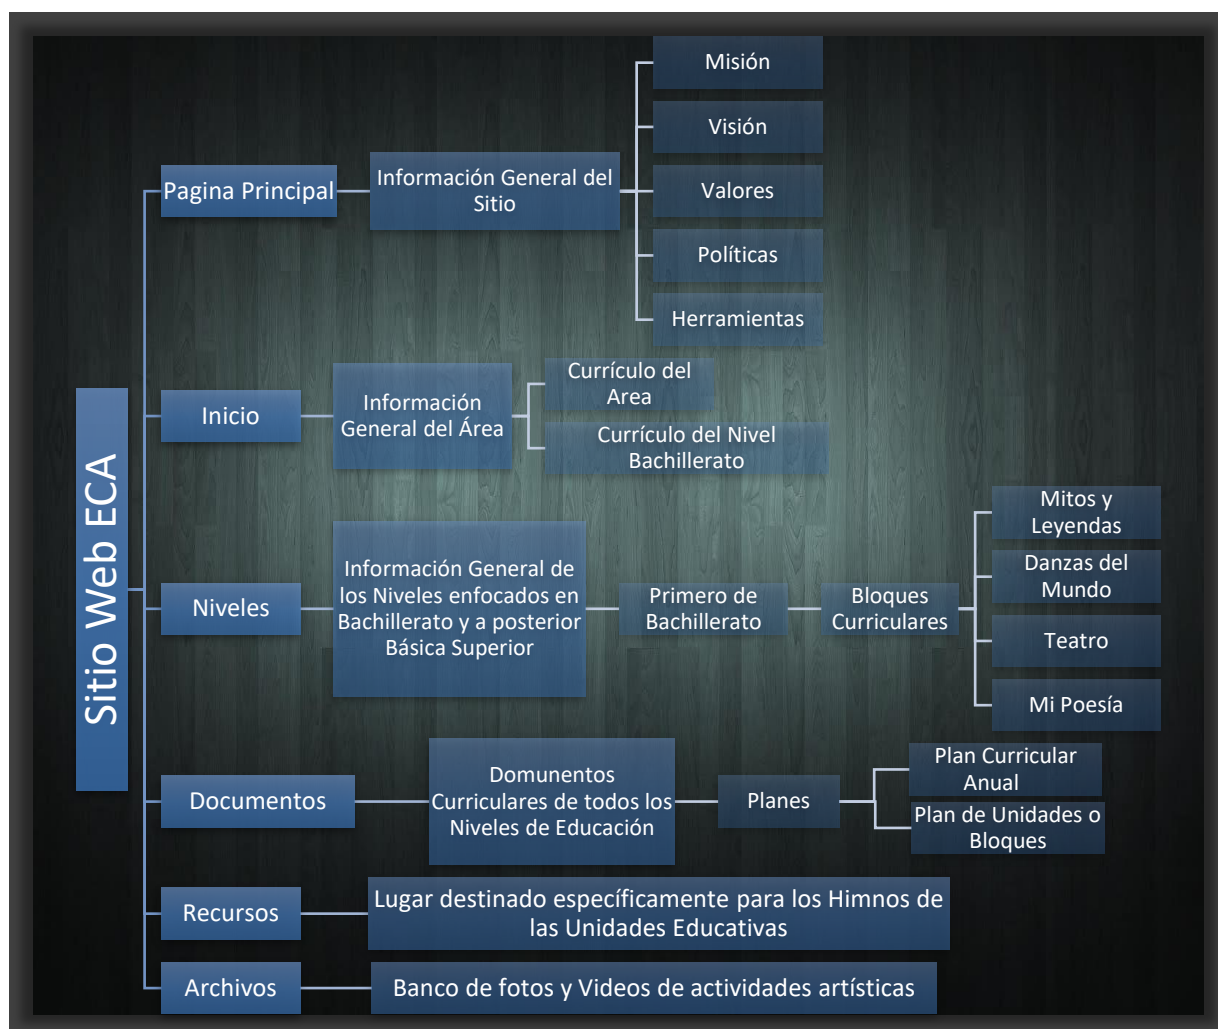 Sitio Web ECA
Pagina Principal
Información General del
Sitio
Misión
Visión
Valores
Políticas
Herramientas
Inicio
Información
General del Área
Currículo del
Area
Currículo del Nivel
Bachillerato
Niveles
Información General de
los Niveles enfocados en
Bachillerato y a posterior
Básica Superior
Primero de
Bachillerato
Bloques
Curriculares
Mitos y
Leyendas
Danzas del
Mundo
Teatro
Mi Poesía
Documentos
Domunentos
Curriculares de todos los
Niveles de Educación
Planes
Plan Curricular
Anual
Plan de Unidades o
Bloques
Recursos
Lugar destinado específicamente para los Himnos de
las Unidades Educativas
Archivos
Banco de fotos y Videos de actividades artísticas